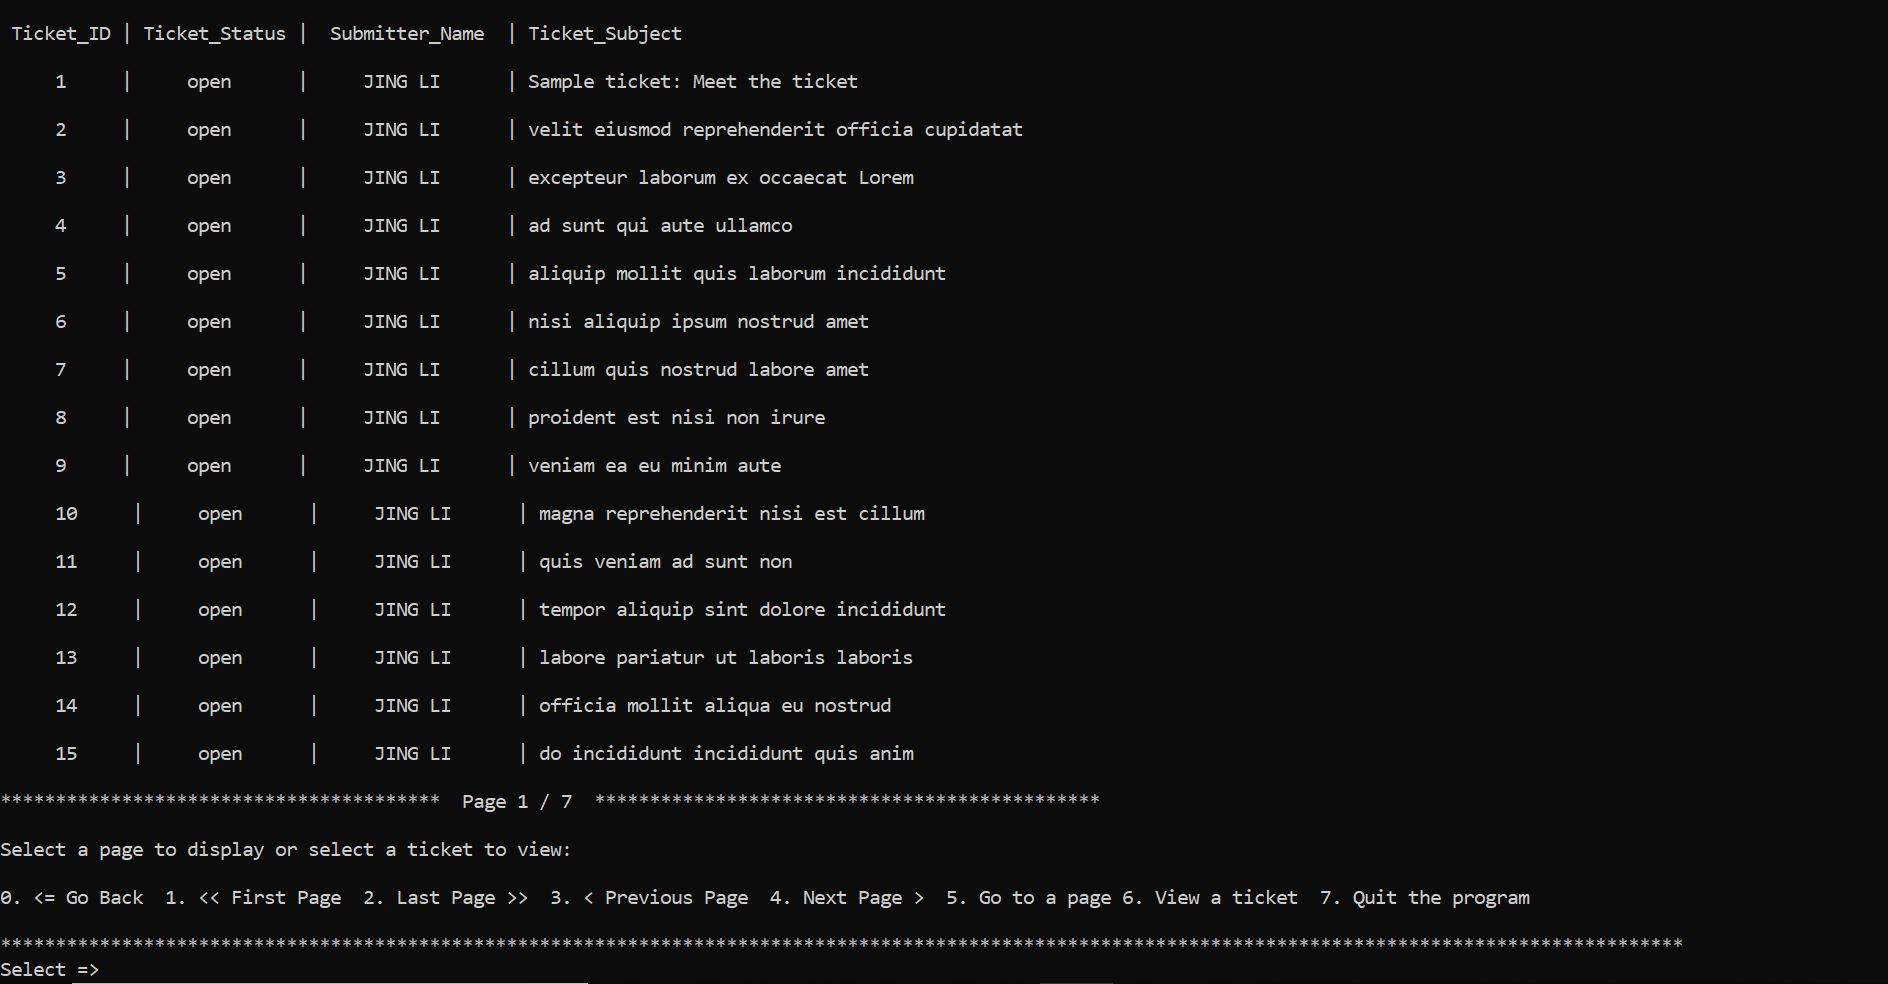 Ticket_ID | Ticket_Status |  Submitter_Name  | Ticket_Subject
1 | open | JING LI | Sample ticket: Meet the ticket
2 | open | JING LI | velit eiusmod reprehenderit officia cupidatat
3 | open | JING LI | excepteur laborum ex occaecat Lorem
4 | open | JING LI | ad sunt qui aute ullamco
5 | open | JING LI | aliquip mollit quis laborum incididunt
6 | open | JING LI | nisi aliquip ipsum nostrud amet
7 | open | JING LI | cillum quis nostrud labore amet
8 | open | JING LI | proident est nisi non irure
9 | open | JING LI | veniam ea eu minim aute
10 | open | JING LI | magna reprehenderit nisi est cillum
11 | open | JING LI | quis veniam ad sunt non
12 | open | JING LI | tempor aliquip sint dolore incididunt
13 | open | JING LI | labore pariatur ut laboris laboris
14 | open | JING LI | officia mollit aliqua eu nostrud
15 | open | JING LI | do incididunt incididunt quis anim
****************************************  Page 1 / 7  **********************************************
Select a page to display or select a ticket to view:
0. <= Go Back  1. << First Page  2. Last Page >>  3. < Previous Page  4. Next Page >  5. Go to a page 6. View a ticket  7. Quit the program
*********************************************************************************************************************************************************
Select =>